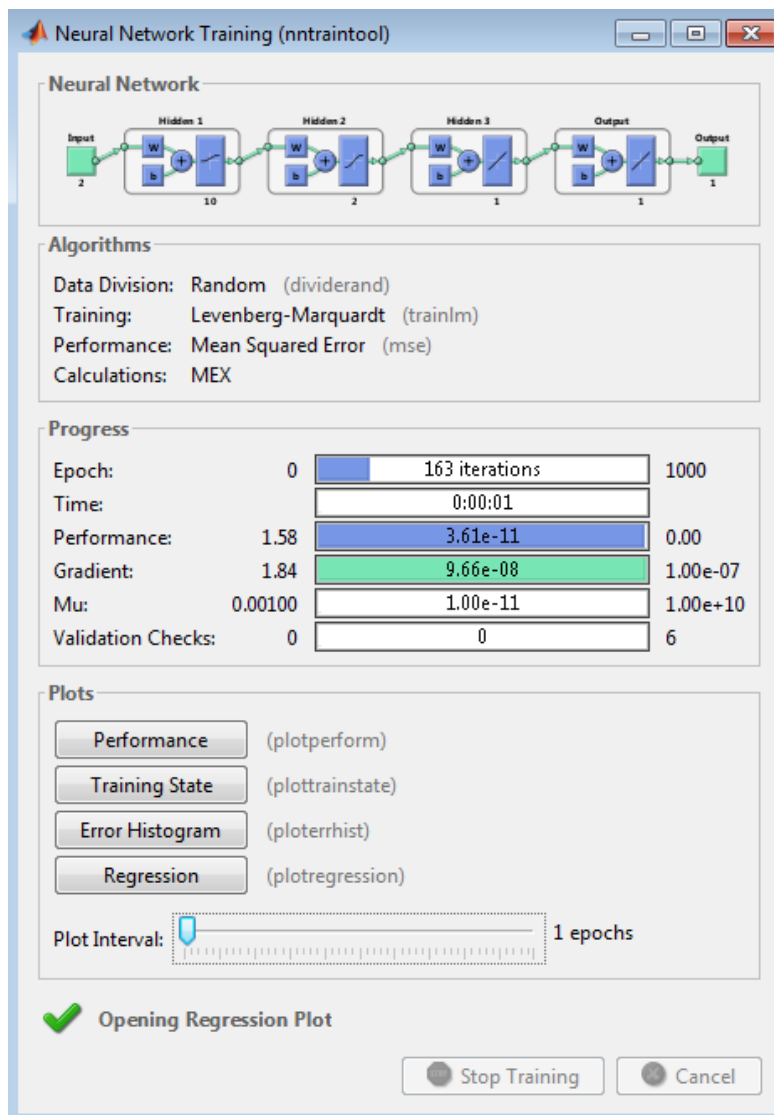 Neural Network Training (nntraintool)
Neural Network
Hidden 1 Hidden 2 Hidden 3 Output
Input Output
W W W W
+ + + +
b b b b
2 1
10 2 1 1
Algorithms
Data Division: Random (dividerand)
Training: Levenberg-Marquardt (trainlm)
Performance: Mean Squared Error (mse)
Calculations: MEX
Progress
Epoch: 0 163 iterations 1000
Time: 0:00:01
Performance: 1.58 3.61e-11 0.00
Gradient: 1.84 9.66e-08 1.00e-07
Mu: 0.00100 1.00e-11 1.00e+10
Validation Checks: 0 0 6
Plots
Performance (plotperform)
Training State (plottrainstate)
Error Histogram (ploterrhist)
Regression (plotregression)
Plot Interval: 1 epochs
Opening Regression Plot
Stop Training Cancel